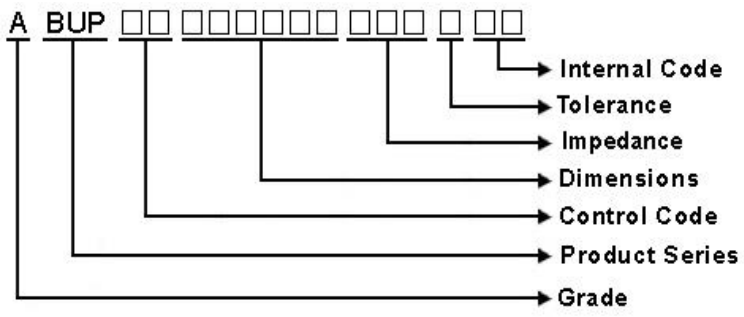 A BUP □□ □□□□□□ □□□ □ □□
Internal Code
Tolerance
Impedance
Dimensions
Control Code
Product Series
Grade